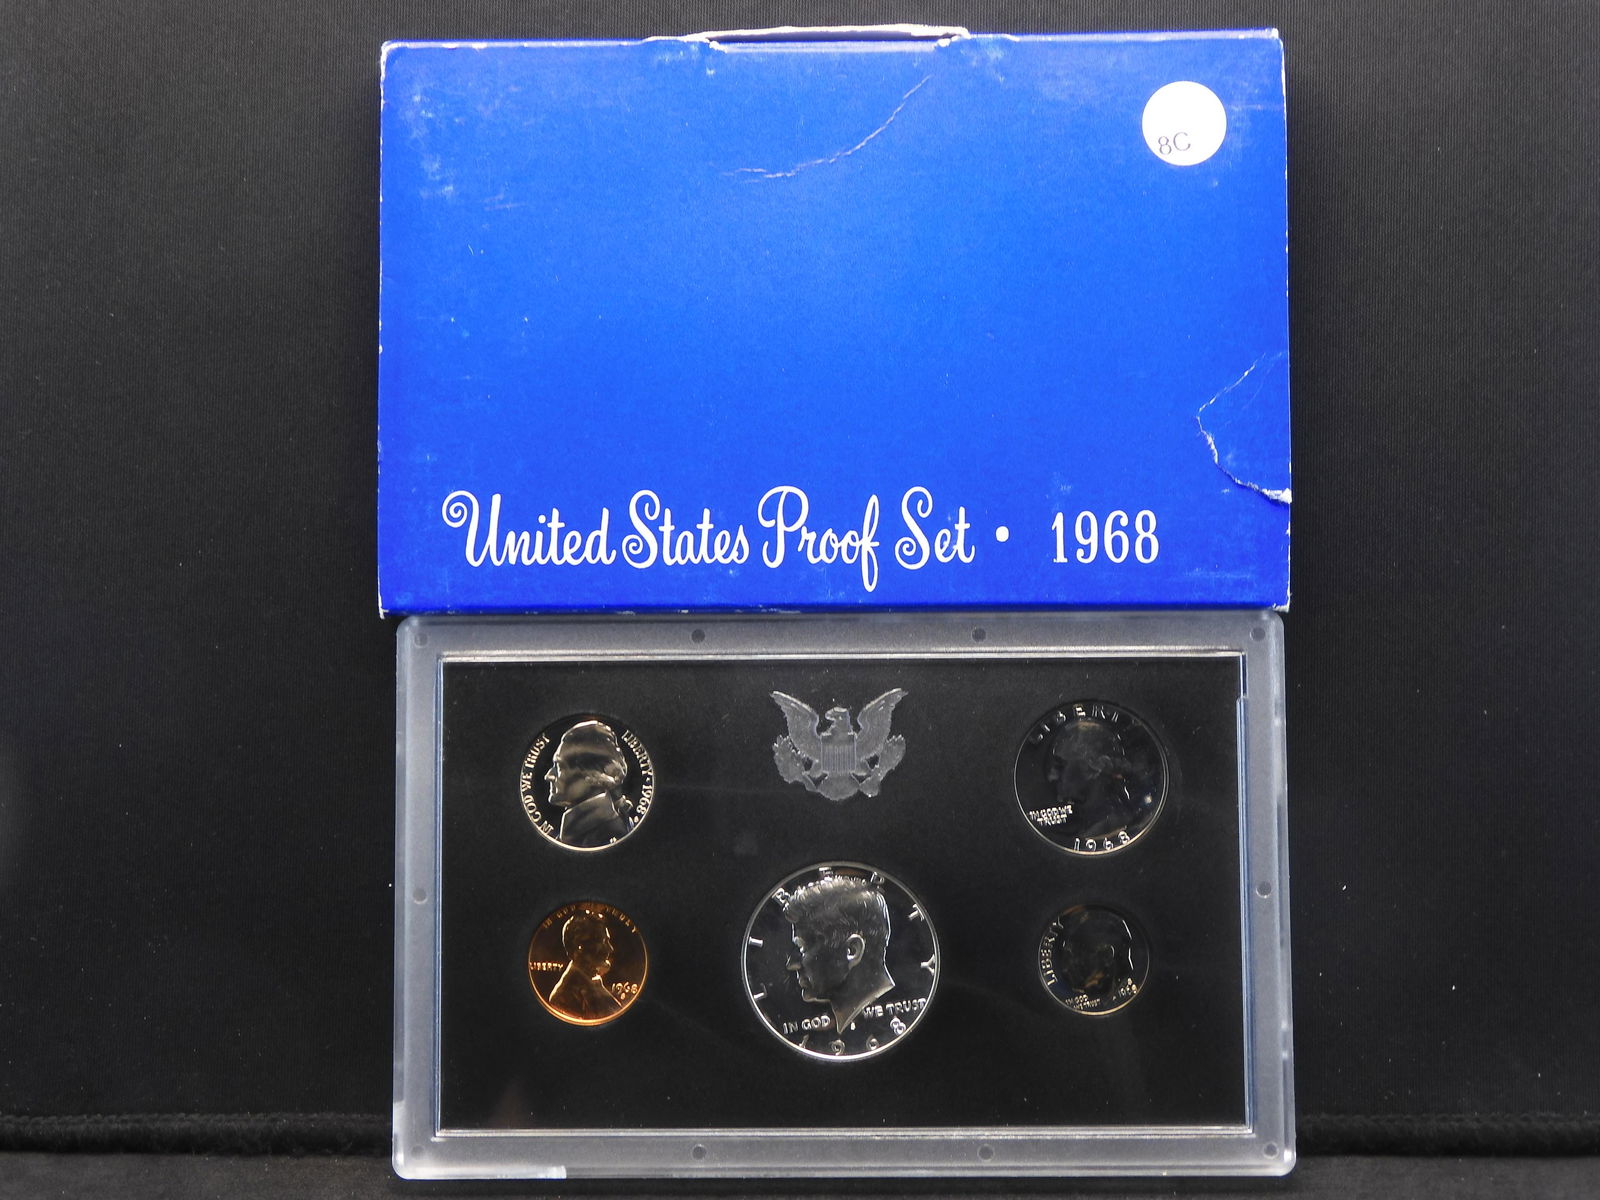 8C
United States Proof Set • 1968
IN GOD WE TRUST LIBERTY • 1968 S
LIBERTY
IN GOD WE
TRUST
1968
IN GOD WE TRUST
LIBERTY
1968
S
LIBERTY
IN GOD WE TRUST
1968
LIBERTY
IN GOD
WE TRUST
S
1968